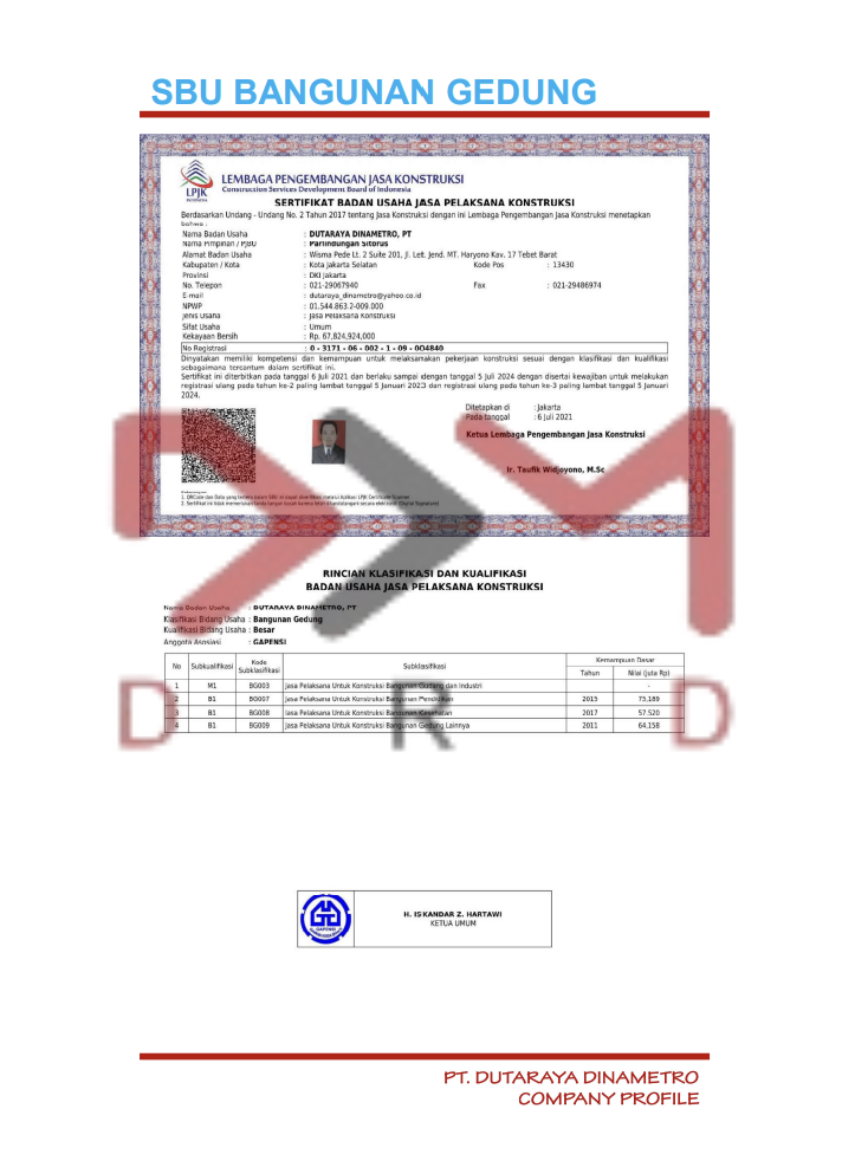 SBU BANGUNAN GEDUNG
LPJK
INDONESIA
LEMBAGA PENGEMBANGAN JASA KONSTRUKSI
Construction Services Development Board of Indonesia
SERTIFIKAT BADAN USAHA JASA PELAKSANA KONSTRUKSI
Berdasarkan Undang - Undang No. 2 Tahun 2017 tentang Jasa Konstruksi dengan ini Lembaga Pengembangan Jasa Konstruksi menetapkan
bahwa :
Nama Badan Usaha : DUTARAYA DINAMETRO, PT
Nama Pimpinan / PJBU : Parlindungan Sitorus
Alamat Badan Usaha : Wisma Pede Lt. 2 Suite 201, Jl. Let. Jend. MT. Haryono Kav. 17 Tebet Barat
Kabupaten / Kota : Kota Jakarta Selatan Kode Pos : 13430
Provinsi : DKI Jakarta
No. Telepon : 021-29067940 Fax : 021-29486974
E-mail : dutaraya_dinametro@yahoo.co.id
NPWP : 01.544.863.2-009.000
Jenis Usaha : Jasa Pelaksana Konstruksi
Sifat Usaha : Umum
Kekayaan Bersih : Rp. 67,824,924,000
No Registrasi : 0 - 3171 - 06 - 002 - 1 - 09 - 004840
Dinyatakan memiliki kompetensi dan kemampuan untuk melaksanakan pekerjaan konstruksi sesuai dengan klasifikasi dan kualifikasi
sebagaimana tercantum dalam sertifikat ini.
Sertifikat ini diterbitkan pada tanggal 6 Juli 2021 dan berlaku sampai dengan tanggal 5 Juli 2024 dengan disertai kewajiban untuk melakukan
registrasi ulang pada tahun ke-2 paling lambat tanggal 5 Januari 2023 dan registrasi ulang pada tahun ke-3 paling lambat tanggal 5 Januari
2024.
Ditetapkan di : Jakarta
Pada tanggal : 6 Juli 2021
Ketua Lembaga Pengembangan Jasa Konstruksi
Ir. Taufik Widjoyono, M.Sc
RINCIAN KLASIFIKASI DAN KUALIFIKASI
BADAN USAHA JASA PELAKSANA KONSTRUKSI
Nama Badan Usaha : DUTARAYA DINAMETRO, PT
Klasifikasi Bidang Usaha : Bangunan Gedung
Kualifikasi Bidang Usaha : Besar
Anggota Asosiasi : GAPENSI
No Subkualifikasi Kode Subklasifikasi Subklasifikasi Kemampuan Dasar
Tahun Nilai (Juta Rp)
1 M1 BG003 Jasa Pelaksana Untuk Konstruksi Bangunan Gudang dan Industri -
2 B1 BG007 Jasa Pelaksana Untuk Konstruksi Bangunan Pendidikan 2015 75,189
3 B1 BG008 Jasa Pelaksana Untuk Konstruksi Bangunan Kesehatan 2017 57,520
4 B1 BG009 Jasa Pelaksana Untuk Konstruksi Bangunan Gedung Lainnya 2011 64,158
D R D
GAPENSI
H. ISKANDAR Z. HARTAWI
KETUA UMUM
PT. DUTARAYA DINAMETRO
COMPANY PROFILE